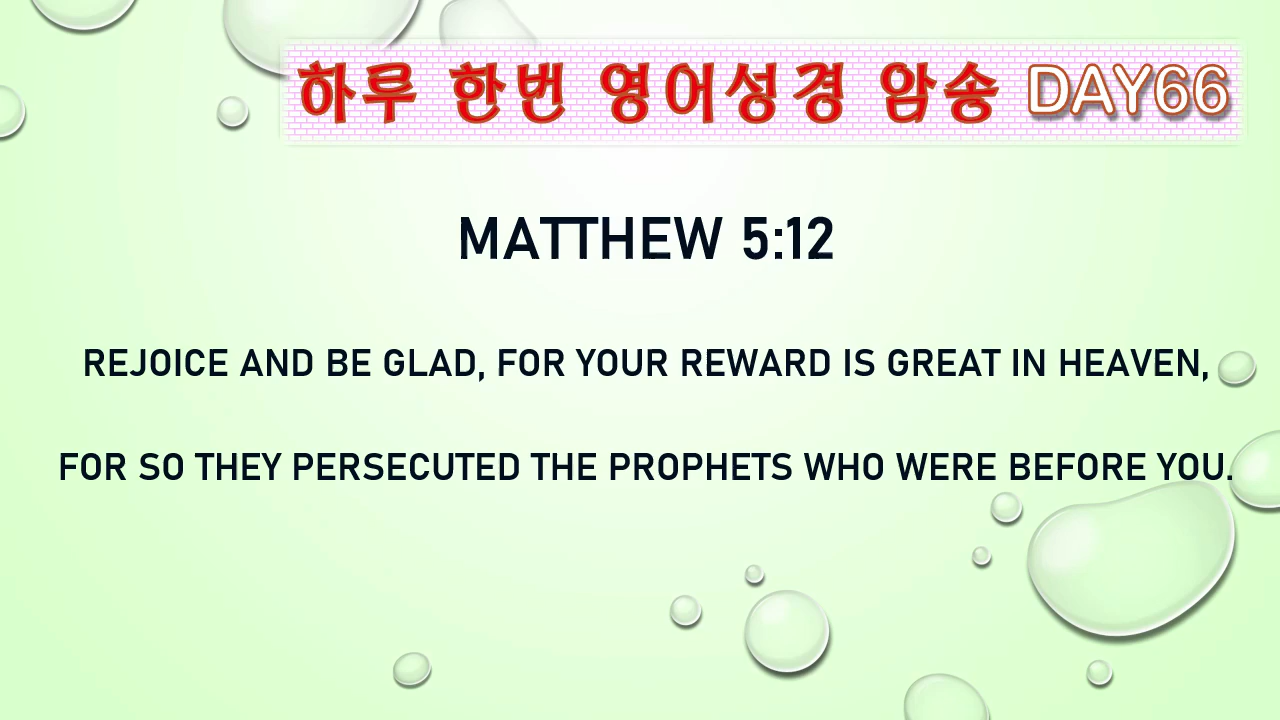 하루 한번 영어성경 암송 DAY66
MATTHEW 5:12
REJOICE AND BE GLAD, FOR YOUR REWARD IS GREAT IN HEAVEN,
FOR SO THEY PERSECUTED THE PROPHETS WHO WERE BEFORE YOU.